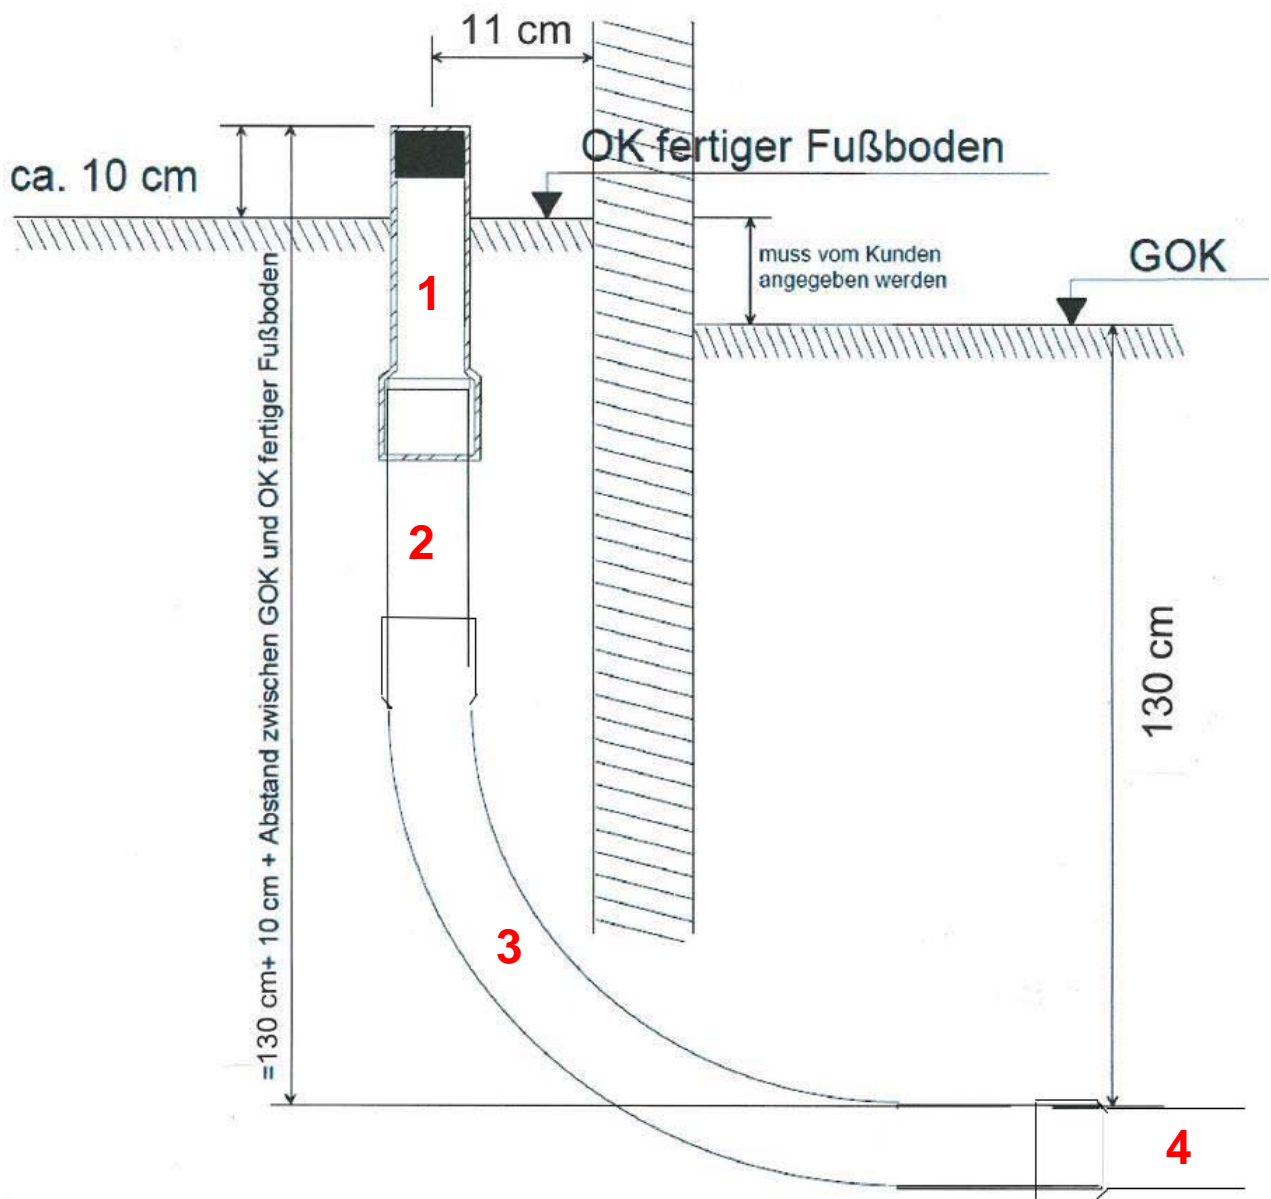 11 cm
OK fertiger Fußboden
ca. 10 cm
muss vom Kunden
angegeben werden
GOK
1
=130 cm+ 10 cm + Abstand zwischen GOK und OK fertiger Fußboden
2
130 cm
3
4